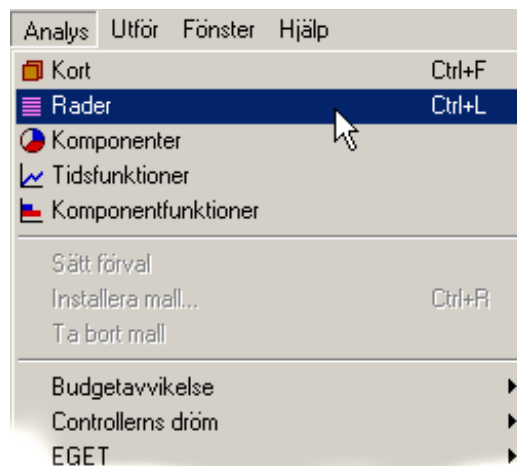 Analys Utför Fönster Hjälp
Kort Ctrl+F
Rader Ctrl+L
Komponenter
Tidsfunktioner
Komponentfunktioner
Sätt förval
Installera mall... Ctrl+R
Ta bort mall
Budgetavvikelse
Controllerns dröm
EGET